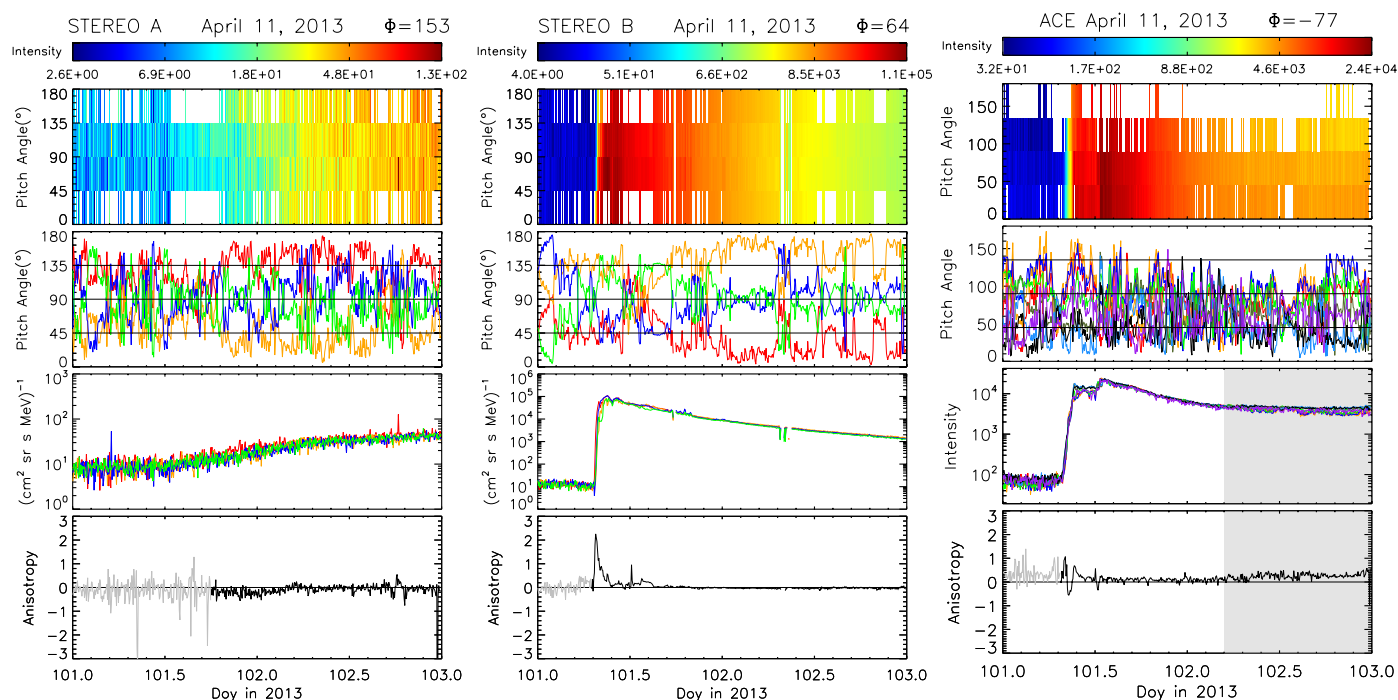 STEREO A April 11, 2013 Φ=153
Intensity
2.6E+00 6.9E+00 1.8E+01 4.8E+01 1.3E+02
Pitch Angle(°)
180
135
90
45
0
Pitch Angle(°)
180
135
90
45
0
(cm² sr s MeV)⁻¹
10³
10²
10¹
10⁰
Anisotropy
3
2
1
0
−1
−2
−3
101.0 101.5 102.0 102.5 103.0
Day in 2013
STEREO B April 11, 2013 Φ=64
Intensity
4.0E+00 5.1E+01 6.6E+02 8.5E+03 1.1E+05
Pitch Angle(°)
180
135
90
45
0
Pitch Angle(°)
180
135
90
45
0
(cm² sr s MeV)⁻¹
10⁶
10⁵
10⁴
10³
10²
10¹
10⁰
Anisotropy
3
2
1
0
−1
−2
−3
101.0 101.5 102.0 102.5 103.0
Day in 2013
ACE April 11, 2013 Φ=−77
Intensity
3.2E+01 1.7E+02 8.8E+02 4.6E+03 2.4E+04
Pitch Angle
150
100
50
0
Pitch Angle
150
100
50
0
Intensity
10⁴
10³
10²
Anisotropy
3
2
1
0
−1
−2
−3
101.0 101.5 102.0 102.5 103.0
Day in 2013